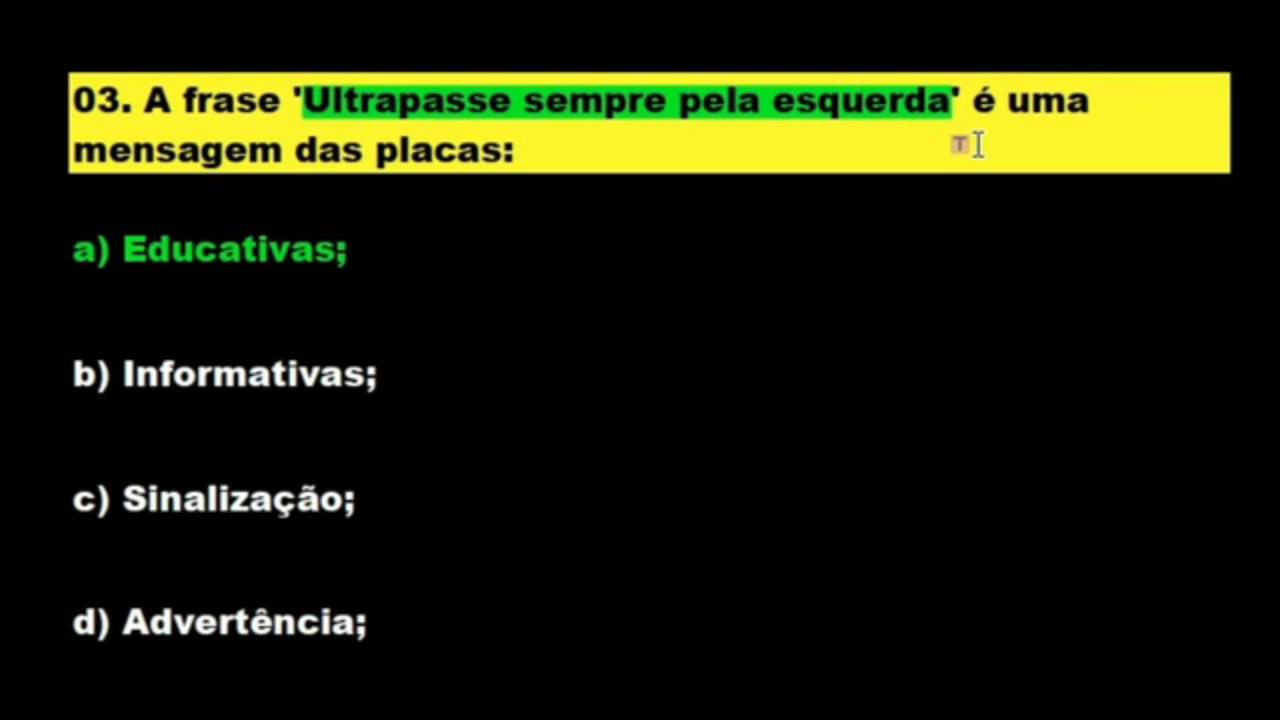 03. A frase 'Ultrapasse sempre pela esquerda' é uma
mensagem das placas:
a) Educativas;
b) Informativas;
c) Sinalização;
d) Advertência;